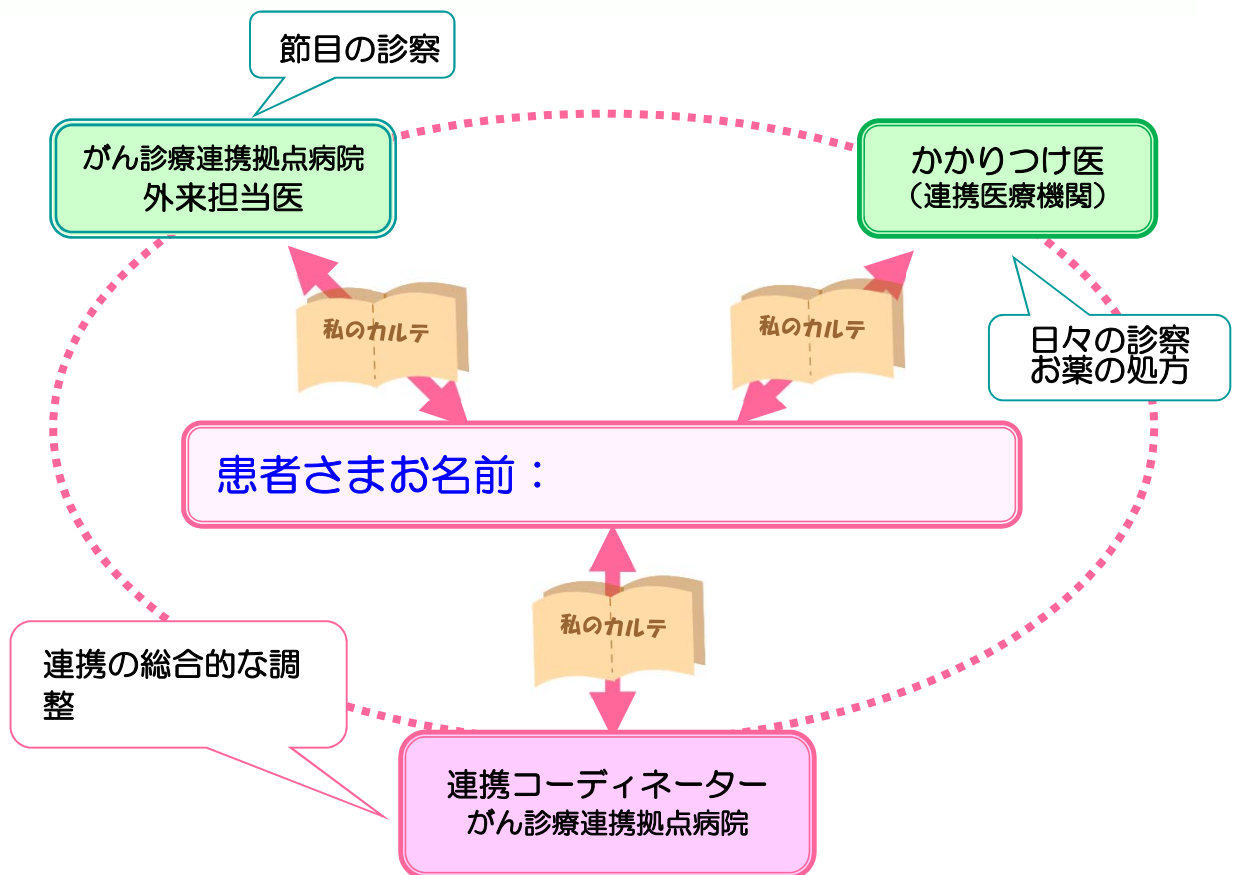 節目の診察
がん診療連携拠点病院
外来担当医
かかりつけ医
（連携医療機関）
私のカルテ
私のカルテ
日々の診察
お薬の処方
患者さまお名前：
私のカルテ
連携の総合的な調
整
連携コーディネーター
がん診療連携拠点病院